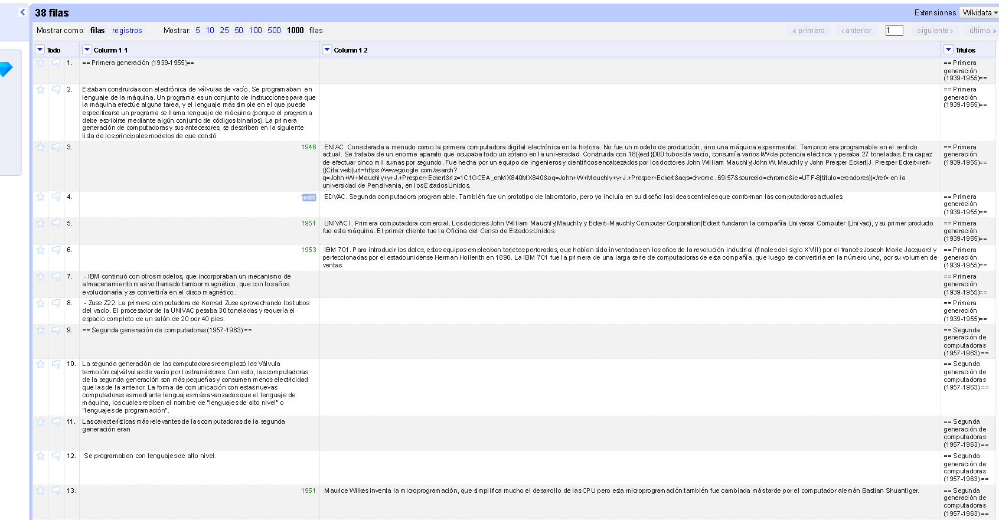 38 filas
Extensiones Wikidata
Mostrar como: filas registros Mostrar: 5 10 25 50 100 500 1000 filas
« primera ‹ anterior 1 siguiente › última »
Todo Column 1 1 Column 1 2 Titulos
1. == Primera generación (1939-1955)==
== Primera
generación
(1939-1955)==
2. Estaban construidas con electrónica de válvulas de vacío. Se programaban en
lenguaje de la máquina. Un programa es un conjunto de instrucciones para que
la máquina efectúe alguna tarea, y el lenguaje más simple en el que puede
especificarse un programa se llama lenguaje de máquina (porque el programa
debe escribirse mediante algún conjunto de códigos binarios). La primera
generación de computadoras y sus antecesores, se describen en la siguiente
lista de los principales modelos de que constó
== Primera
generación
(1939-1955)==
3. 1946
ENIAC. Considerada a menudo como la primera computadora digital electrónica en la historia. No fue un modelo de producción, sino una máquina experimental. Tampoco era programable en el sentido
actual. Se trataba de un enorme aparato que ocupaba todo un sótano en la universidad. Construida con 18{{esd}}000 tubos de vacío, consumía varios kW de potencia eléctrica y pesaba 27 toneladas. Era capaz
de efectuar cinco mil sumas por segundo. Fue hecha por un equipo de ingenieros y científicos encabezados por los doctores John William Mauchly|John W. Mauchly y John Presper Eckert|J. Presper Eckert<ref>
{{Cita web|url=https://www.google.com/search?
q=John+W.+Mauchly+y+J.+Presper+Eckert&rlz=1C1GCEA_enMX840MX840&oq=John+W.+Mauchly+y+J.+Presper+Eckert&aqs=chrome..69i57&sourceid=chrome&ie=UTF-8|título=creadores}}</ref> en la
universidad de Pensilvania, en los Estados Unidos.
== Primera
generación
(1939-1955)==
4. edit
EDVAC. Segunda computadora programable. También fue un prototipo de laboratorio, pero ya incluía en su diseño las ideas centrales que conforman las computadoras actuales.
== Primera
generación
(1939-1955)==
5. 1951
UNIVAC I. Primera computadora comercial. Los doctores John William Mauchly|Mauchly y Eckert–Mauchly Computer Corporation|Eckert fundaron la compañía Universal Computer (Univac), y su primer producto
fue esta máquina. El primer cliente fue la Oficina del Censo de Estados Unidos.
== Primera
generación
(1939-1955)==
6. 1953
IBM 701. Para introducir los datos, estos equipos empleaban tarjetas perforadas, que habían sido inventadas en los años de la revolución industrial (finales del siglo XVIII) por el francés Joseph Marie Jacquard y
perfeccionadas por el estadounidense Herman Hollerith en 1890. La IBM 701 fue la primera de una larga serie de computadoras de esta compañía, que luego se convertiría en la número uno, por su volumen de
ventas.
== Primera
generación
(1939-1955)==
7. - IBM continuó con otros modelos, que incorporaban un mecanismo de
almacenamiento masivo llamado tambor magnético, que con los años
evolucionaría y se convertiría en el disco magnético.
== Primera
generación
(1939-1955)==
8. - Zuse Z22. La primera computadora de Konrad Zuse aprovechando los tubos
del vacío. El procesador de la UNIVAC pesaba 30 toneladas y requería el
espacio completo de un salón de 20 por 40 pies.
== Primera
generación
(1939-1955)==
9. == Segunda generación de computadoras (1957-1963) ==
== Segunda
generación de
computadoras
(1957-1963) ==
10. La segunda generación de las computadoras reemplazó las Válvula
termoiónica|válvulas de vacío por los transistores. Con esto, las computadoras
de la segunda generación son más pequeñas y consumen menos electricidad
que las de la anterior. La forma de comunicación con estas nuevas
computadoras es mediante lenguajes más avanzados que el lenguaje de
máquina, los cuales reciben el nombre de "lenguajes de alto nivel" o
"lenguajes de programación".
== Segunda
generación de
computadoras
(1957-1963) ==
11. Las características más relevantes de las computadoras de la segunda
generación eran
== Segunda
generación de
computadoras
(1957-1963) ==
12. Se programaban con lenguajes de alto nivel.
== Segunda
generación de
computadoras
(1957-1963) ==
13. 1951
Maurice Wilkes inventa la microprogramación, que simplifica mucho el desarrollo de las CPU pero esta microprogramación también fue cambiada más tarde por el computador alemán Bastian Shuantiger.
== Segunda
generación de
computadoras
(1957-1963) ==